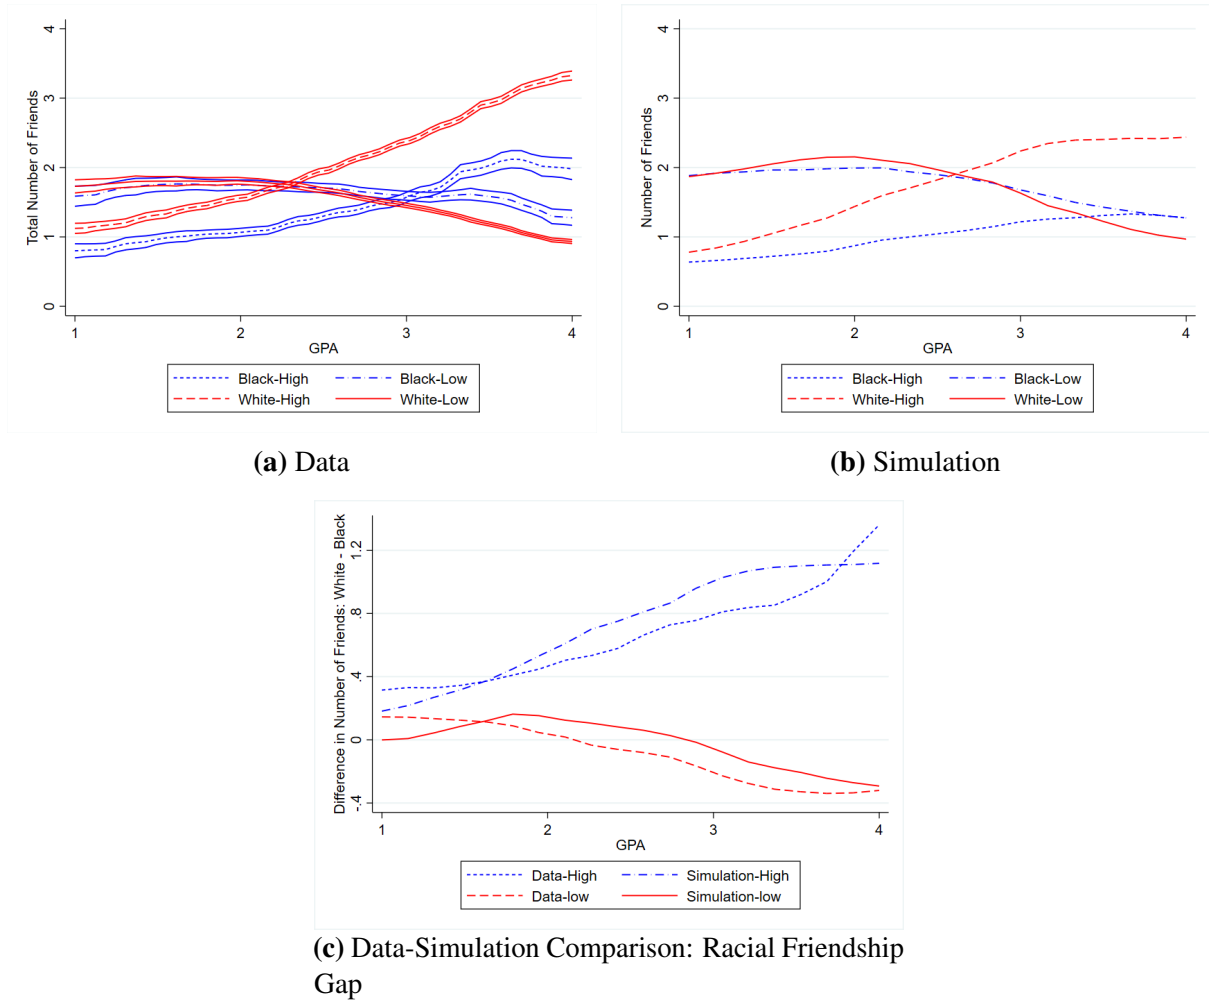 Total Number of Friends
4
3
2
1
0
1 2 3 4
GPA
Black-High Black-Low
White-High White-Low
(a) Data
Number of Friends
4
3
2
1
0
1 2 3 4
GPA
Black-High Black-Low
White-High White-Low
(b) Simulation
Difference in Number of Friends: White - Black
1.2
.8
.4
0
-.4
1 2 3 4
GPA
Data-High Simulation-High
Data-low Simulation-low
(c) Data-Simulation Comparison: Racial Friendship
Gap